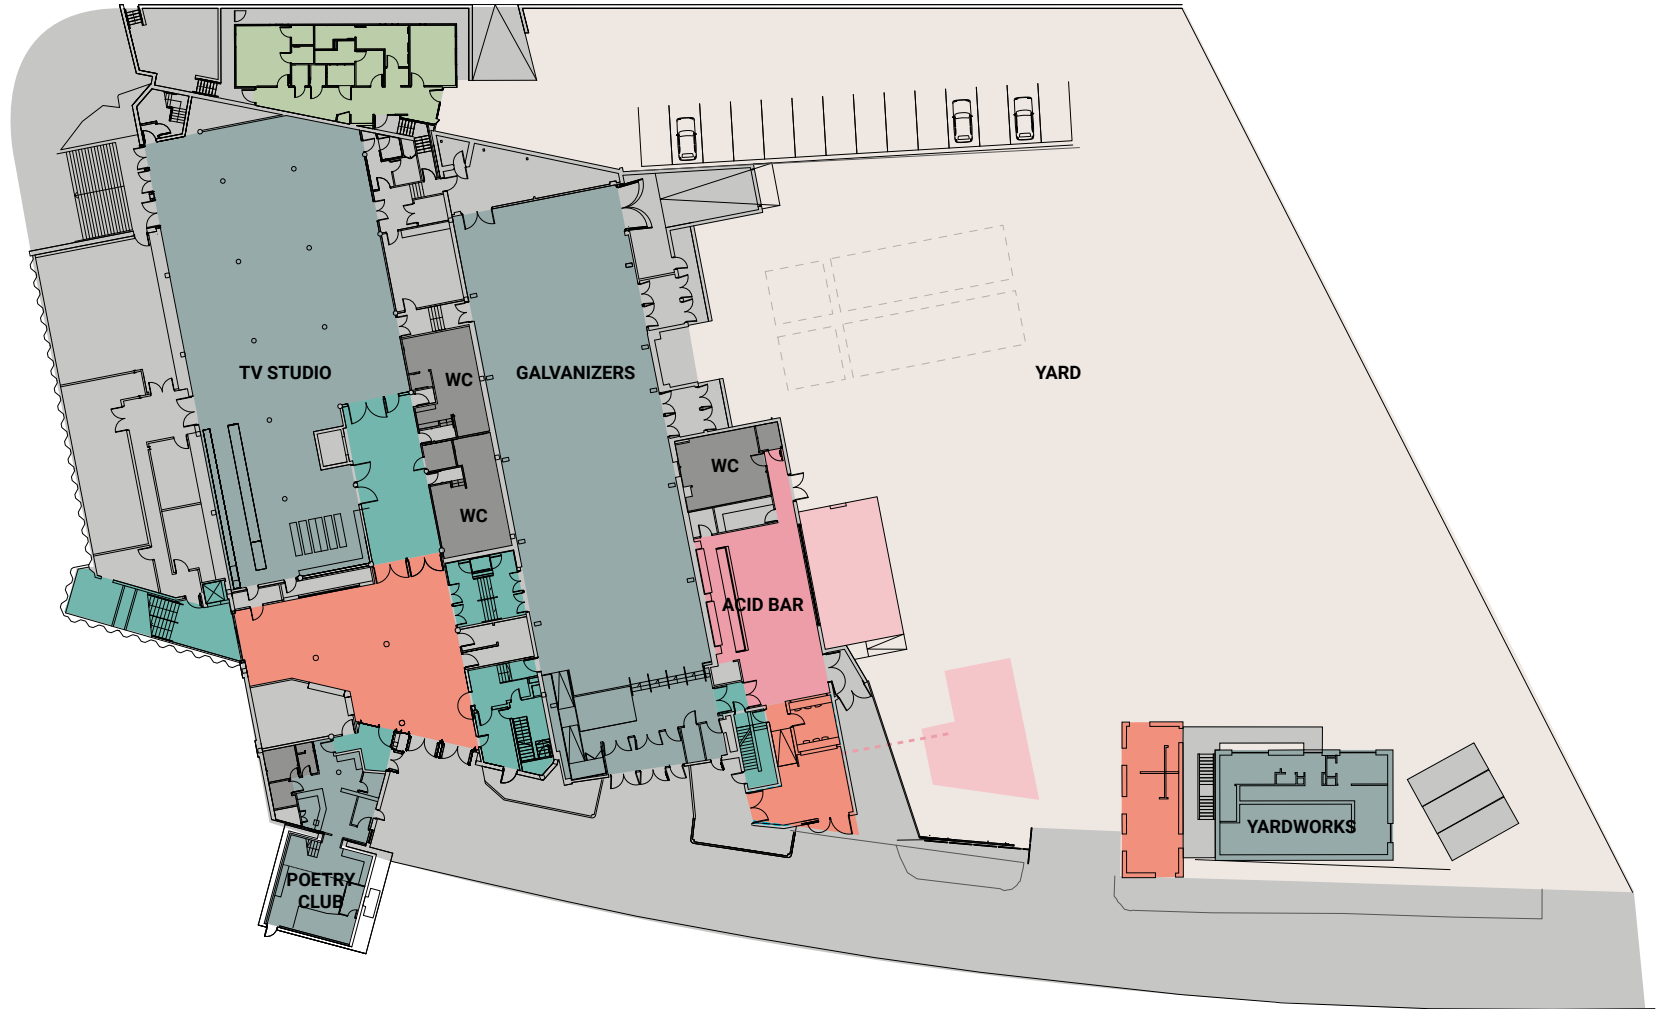 TV STUDIO
WC
GALVANIZERS
YARD
WC
WC
ACID BAR
YARDWORKS
POETRY
CLUB